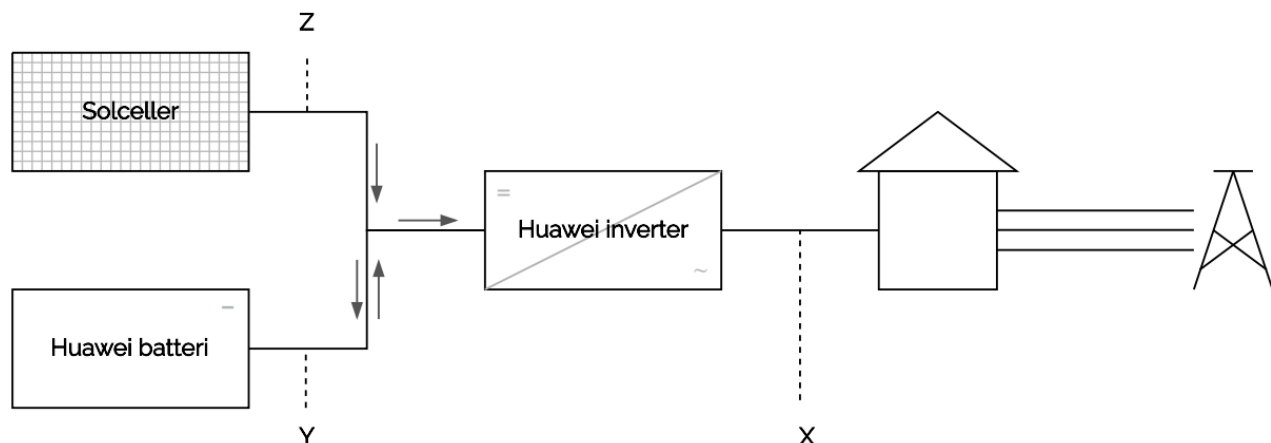 Z
Solceller
=
Huawei inverter
~
–
Huawei batteri
Y
X